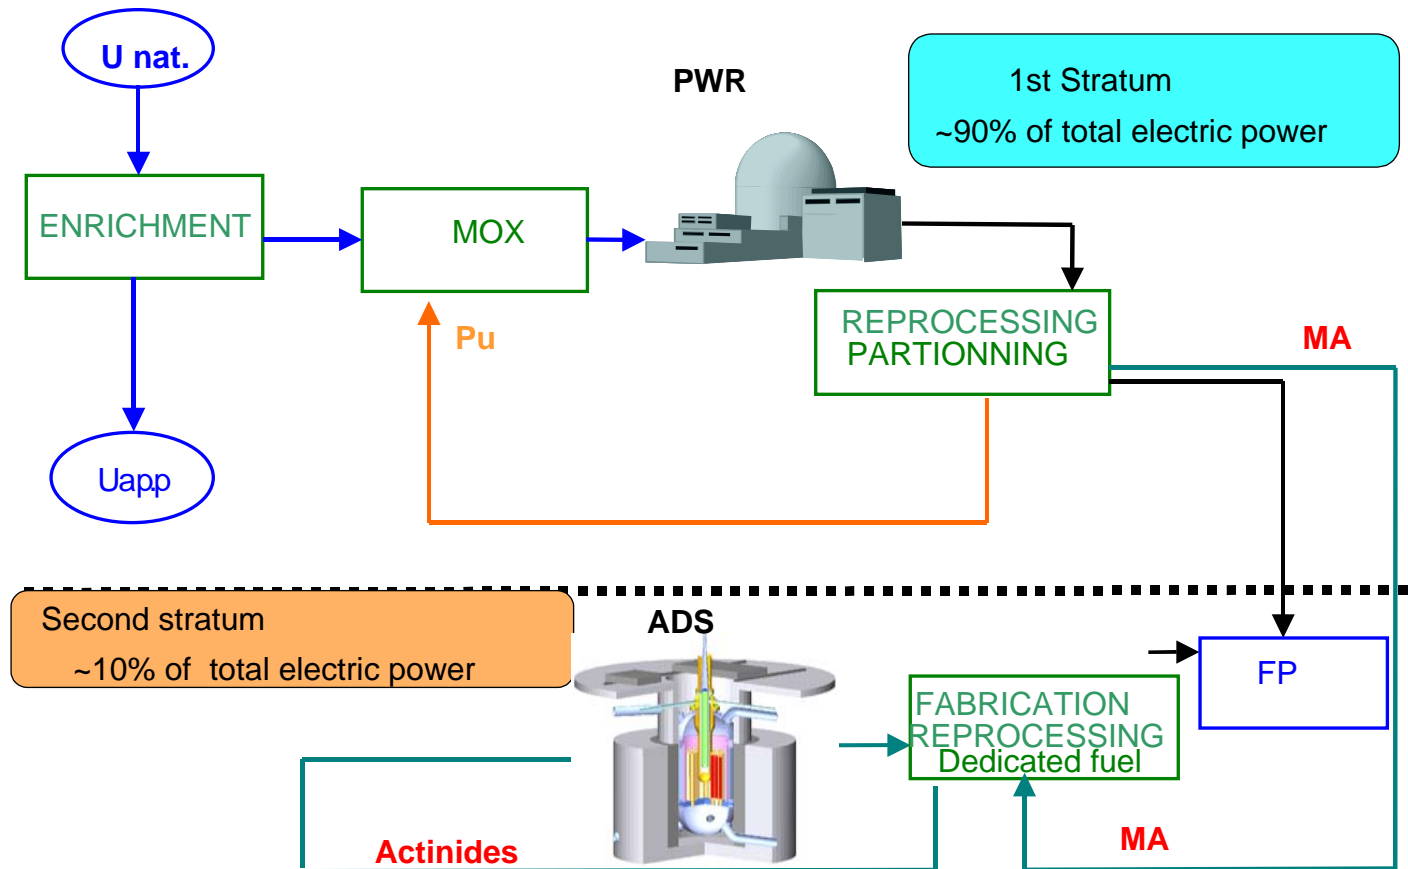 U nat.
PWR
1st Stratum
~90% of total electric power
ENRICHMENT
MOX
Pu
REPROCESSING
PARTIONNING
MA
Uap.p
Second stratum
~10% of total electric power
ADS
FP
FABRICATION
REPROCESSING
Dedicated fuel
Actinides
MA